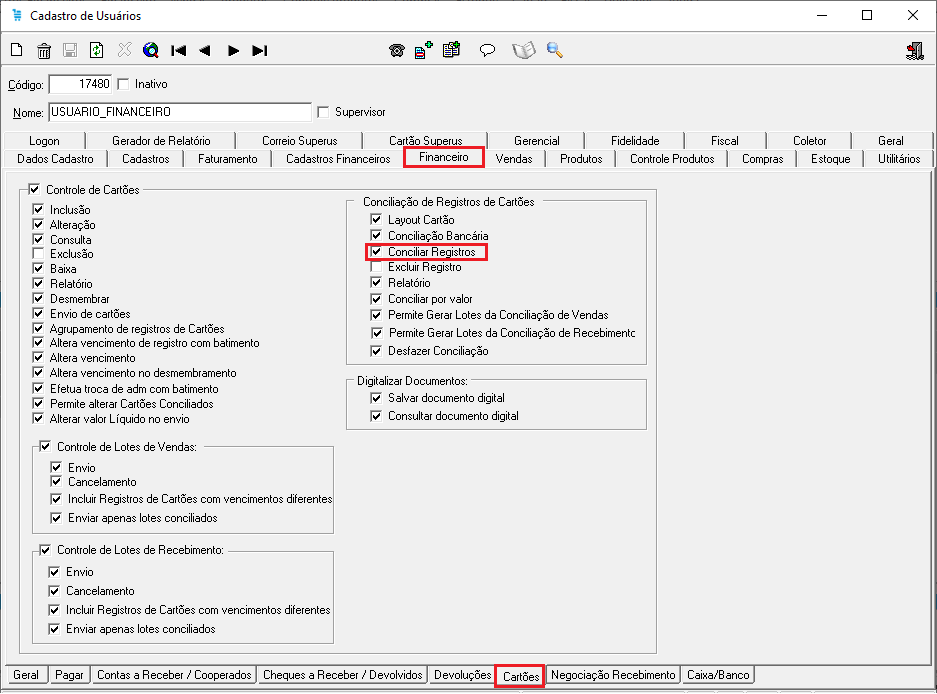 Cadastro de Usuários
Código: 17480 Inativo
Nome: USUARIO_FINANCEIRO Supervisor
Logon Gerador de Relatório Correio Superus Cartão Superus Gerencial Fidelidade Fiscal Coletor Geral
Dados Cadastro Cadastros Faturamento Cadastros Financeiros Financeiro Vendas Produtos Controle Produtos Compras Estoque Utilitários
Controle de Cartões
Inclusão
Alteração
Consulta
Exclusão
Baixa
Relatório
Desmembrar
Envio de cartões
Agrupamento de registros de Cartões
Altera vencimento de registro com batimento
Altera vencimento
Altera vencimento no desmembramento
Efetua troca de adm com batimento
Permite alterar Cartões Conciliados
Alterar valor Líquido no envio
Controle de Lotes de Vendas:
Envio
Cancelamento
Incluir Registros de Cartões com vencimentos diferentes
Enviar apenas lotes conciliados
Controle de Lotes de Recebimento:
Envio
Cancelamento
Incluir Registros de Cartões com vencimentos diferentes
Enviar apenas lotes conciliados
Conciliação de Registros de Cartões
Layout Cartão
Conciliação Bancária
Conciliar Registros
Excluir Registro
Relatório
Conciliar por valor
Permite Gerar Lotes da Conciliação de Vendas
Permite Gerar Lotes da Conciliação de Recebimento
Desfazer Conciliação
Digitalizar Documentos:
Salvar documento digital
Consultar documento digital
Geral Pagar Contas a Receber / Cooperados Cheques a Receber / Devolvidos Devoluções Cartões Negociação Recebimento Caixa/Banco